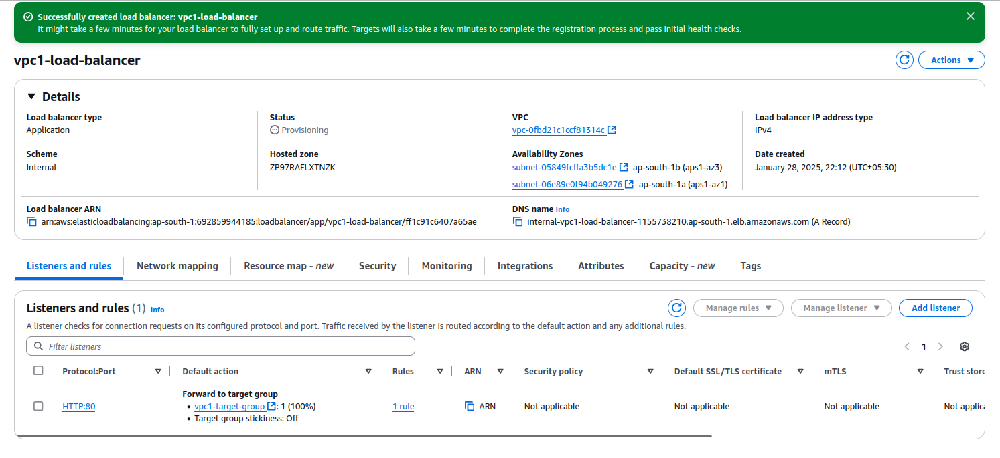 Successfully created load balancer: vpc1-load-balancer
It might take a few minutes for your load balancer to fully set up and route traffic. Targets will also take a few minutes to complete the registration process and pass initial health checks.
vpc1-load-balancer
Actions
Details
Load balancer type
Application
Status
Provisioning
VPC
vpc-0fbd21c1ccf81314c
Load balancer IP address type
IPv4
Scheme
Internal
Hosted zone
ZP97RAFLXTNZK
Availability Zones
subnet-05849fcffa3b5dc1e ap-south-1b (aps1-az3)
subnet-06e89e0f94b049276 ap-south-1a (aps1-az1)
Date created
January 28, 2025, 22:12 (UTC+05:30)
Load balancer ARN
arn:aws:elasticloadbalancing:ap-south-1:692859944185:loadbalancer/app/vpc1-load-balancer/ff1c91c6407a65ae
DNS name Info
internal-vpc1-load-balancer-1155738210.ap-south-1.elb.amazonaws.com (A Record)
Listeners and rules Network mapping Resource map - new Security Monitoring Integrations Attributes Capacity - new Tags
Listeners and rules (1) Info
Manage rules Manage listener Add listener
A listener checks for connection requests on its configured protocol and port. Traffic received by the listener is routed according to the default action and any additional rules.
Filter listeners
1
Protocol:Port Default action Rules ARN Security policy Default SSL/TLS certificate mTLS Trust store
HTTP:80
Forward to target group
• vpc1-target-group : 1 (100%)
• Target group stickiness: Off
1 rule
ARN
Not applicable
Not applicable
Not applicable
Not applica